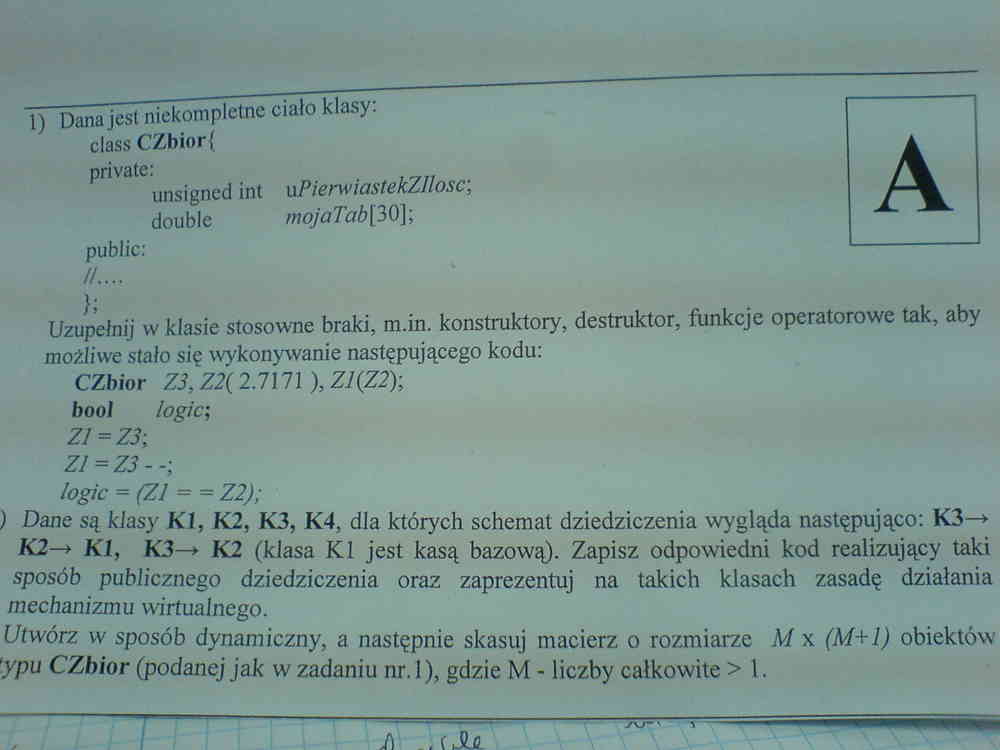 1) Dana jest niekompletne ciało klasy:
class CZbior{
private:
unsigned int uPierwiastekZIlosc;
double mojaTab[30];
public:
//....
};
A
Uzupełnij w klasie stosowne braki, m.in. konstruktory, destruktor, funkcje operatorowe tak, aby
możliwe stało się wykonywanie następującego kodu:
CZbior Z3, Z2( 2.7171 ), Z1(Z2);
bool logic;
Z1 = Z3;
Z1 = Z3 - -;
logic = (Z1 = = Z2);
) Dane są klasy K1, K2, K3, K4, dla których schemat dziedziczenia wygląda następująco: K3→
K2→ K1, K3→ K2 (klasa K1 jest kasą bazową). Zapisz odpowiedni kod realizujący taki
sposób publicznego dziedziczenia oraz zaprezentuj na takich klasach zasadę działania
mechanizmu wirtualnego.
Utwórz w sposób dynamiczny, a następnie skasuj macierz o rozmiarze M x (M+1) obiektów
typu CZbior (podanej jak w zadaniu nr.1), gdzie M - liczby całkowite > 1.